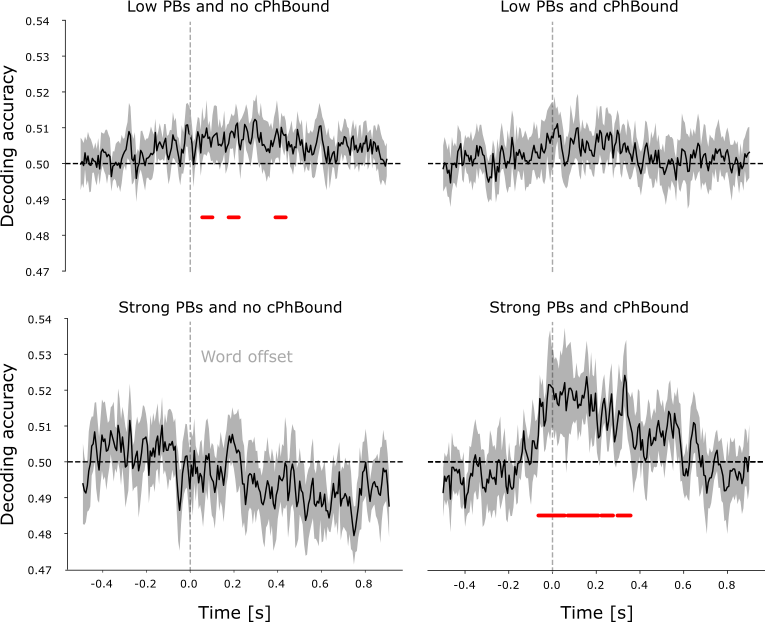 Low PBs and no cPhBound
Low PBs and cPhBound
0.54
0.53
0.52
0.51
0.50
0.49
0.48
0.47
Decoding accuracy
Strong PBs and no cPhBound
Strong PBs and cPhBound
0.54
0.53
0.52
0.51
0.50
0.49
0.48
0.47
Decoding accuracy
Word offset
-0.4 -0.2 0.0 0.2 0.4 0.6 0.8
-0.4 -0.2 0.0 0.2 0.4 0.6 0.8
Time [s]
Time [s]